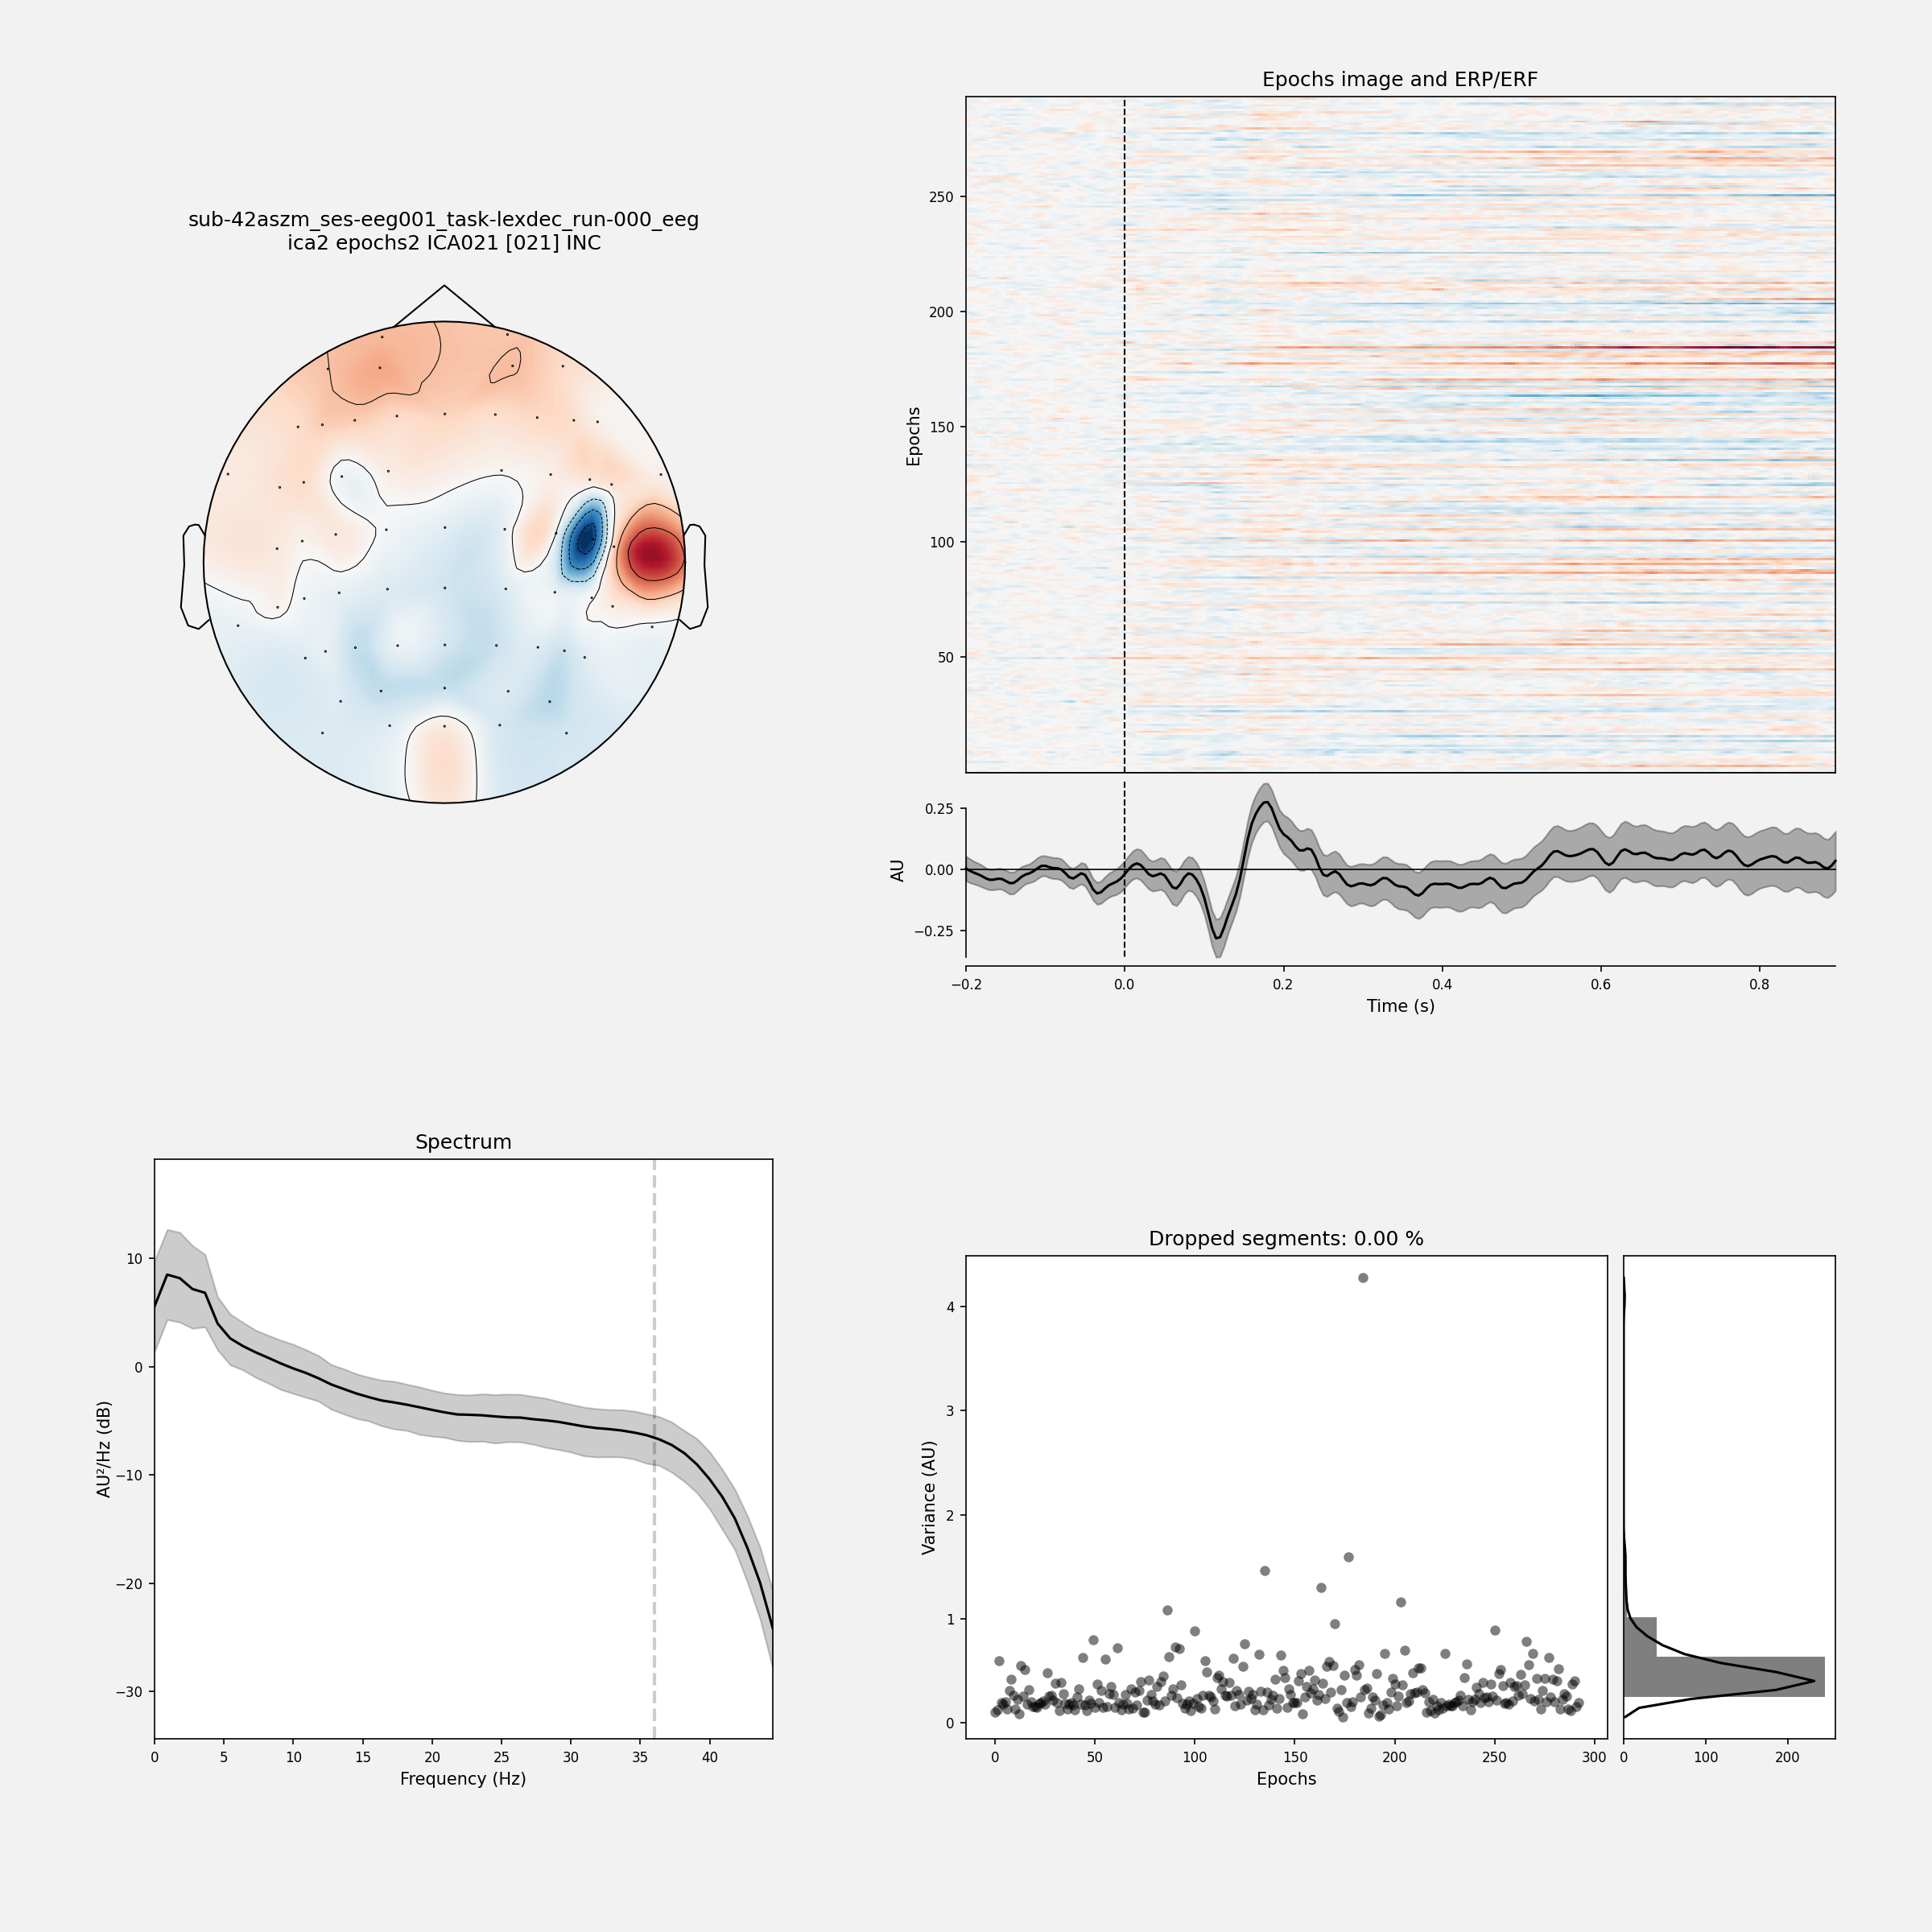 sub-42aszm_ses-eeg001_task-lexdec_run-000_eeg
ica2 epochs2 ICA021 [021] INC
Epochs image and ERP/ERF
Epochs
250
200
150
100
50
AU
0.25
0.00
−0.25
−0.2 0.0 0.2 0.4 0.6 0.8
Time (s)
Spectrum
AU²/Hz (dB)
10
0
−10
−20
−30
0 5 10 15 20 25 30 35 40
Frequency (Hz)
Dropped segments: 0.00 %
Variance (AU)
4
3
2
1
0
0 50 100 150 200 250 300
Epochs
0 100 200